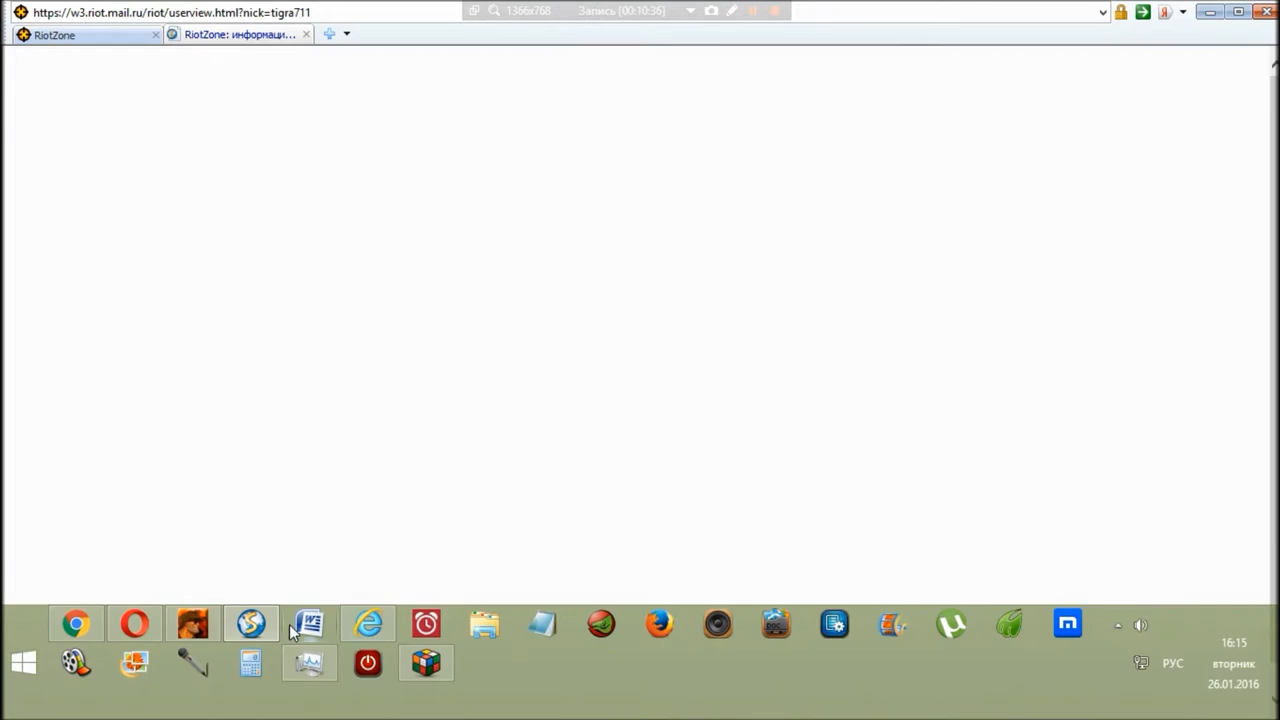 https://w3.riot.mail.ru/riot/userview.html?nick=tigra711
1366x768
Запись [00:10:36]
RiotZone
RiotZone: информаци...
16:15
РУС
вторник
26.01.2016